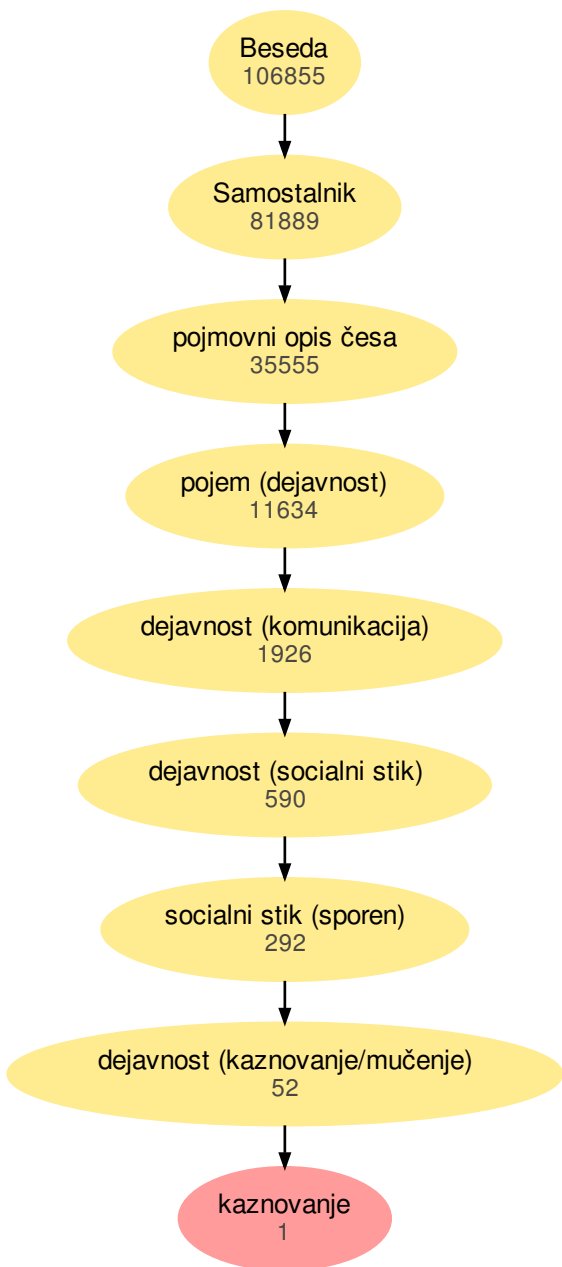 Beseda
106855
Samostalnik
81889
pojmovni opis česa
35555
pojem (dejavnost)
11634
dejavnost (komunikacija)
1926
dejavnost (socialni stik)
590
socialni stik (sporen)
292
dejavnost (kaznovanje/mučenje)
52
kaznovanje
1